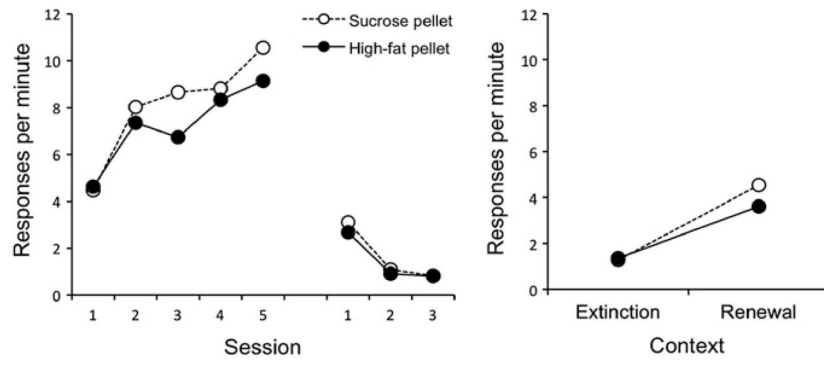 Responses per minute
12
10
8
6
4
2
0
Sucrose pellet
High-fat pellet
1 2 3 4 5 1 2 3
Session
Responses per minute
12
10
8
6
4
2
0
Extinction Renewal
Context